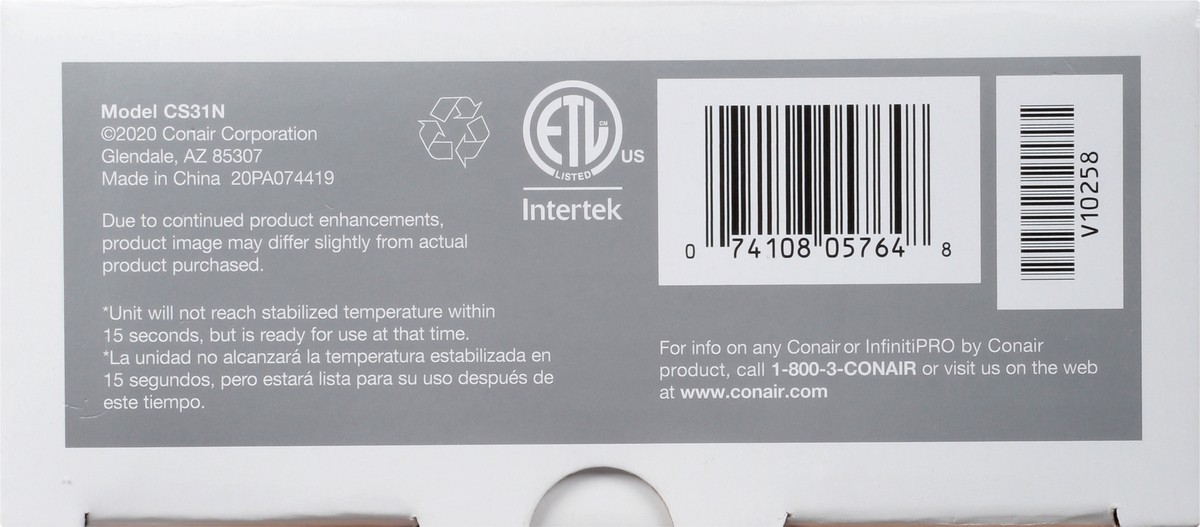 Model CS31N
©2020 Conair Corporation
Glendale, AZ 85307
Made in China 20PA074419
Due to continued product enhancements,
product image may differ slightly from actual
product purchased.
*Unit will not reach stabilized temperature within
15 seconds, but is ready for use at that time.
*La unidad no alcanzará la temperatura estabilizada en
15 segundos, pero estará lista para su uso después de
este tiempo.
ETL
CM
LISTED
US
Intertek
0 74108 05764 8
V10258
For info on any Conair or InfinitiPRO by Conair
product, call 1-800-3-CONAIR or visit us on the web
at www.conair.com